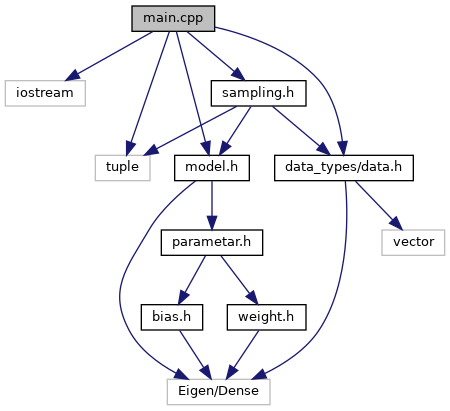 main.cpp
iostream
sampling.h
tuple
model.h
data_types/data.h
parametar.h
vector
bias.h
weight.h
Eigen/Dense